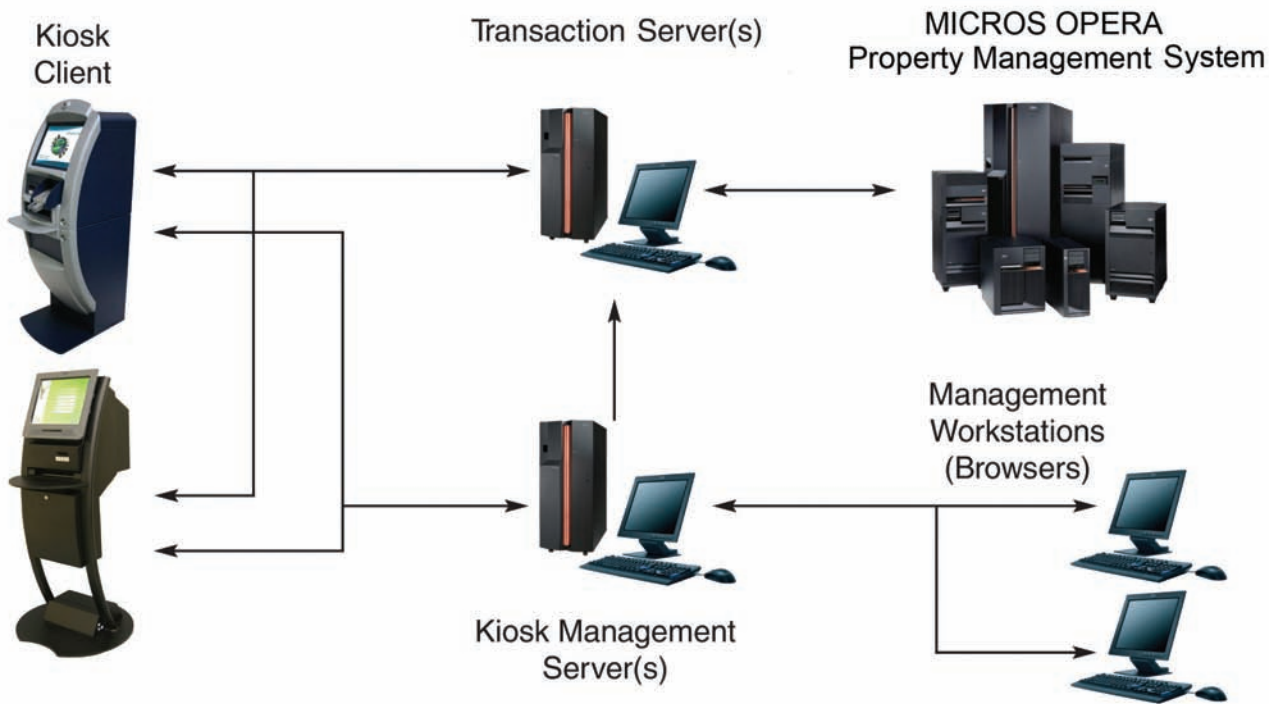 Kiosk
Client
Transaction Server(s)
MICROS OPERA
Property Management System
Management
Workstations
(Browsers)
Kiosk Management
Server(s)